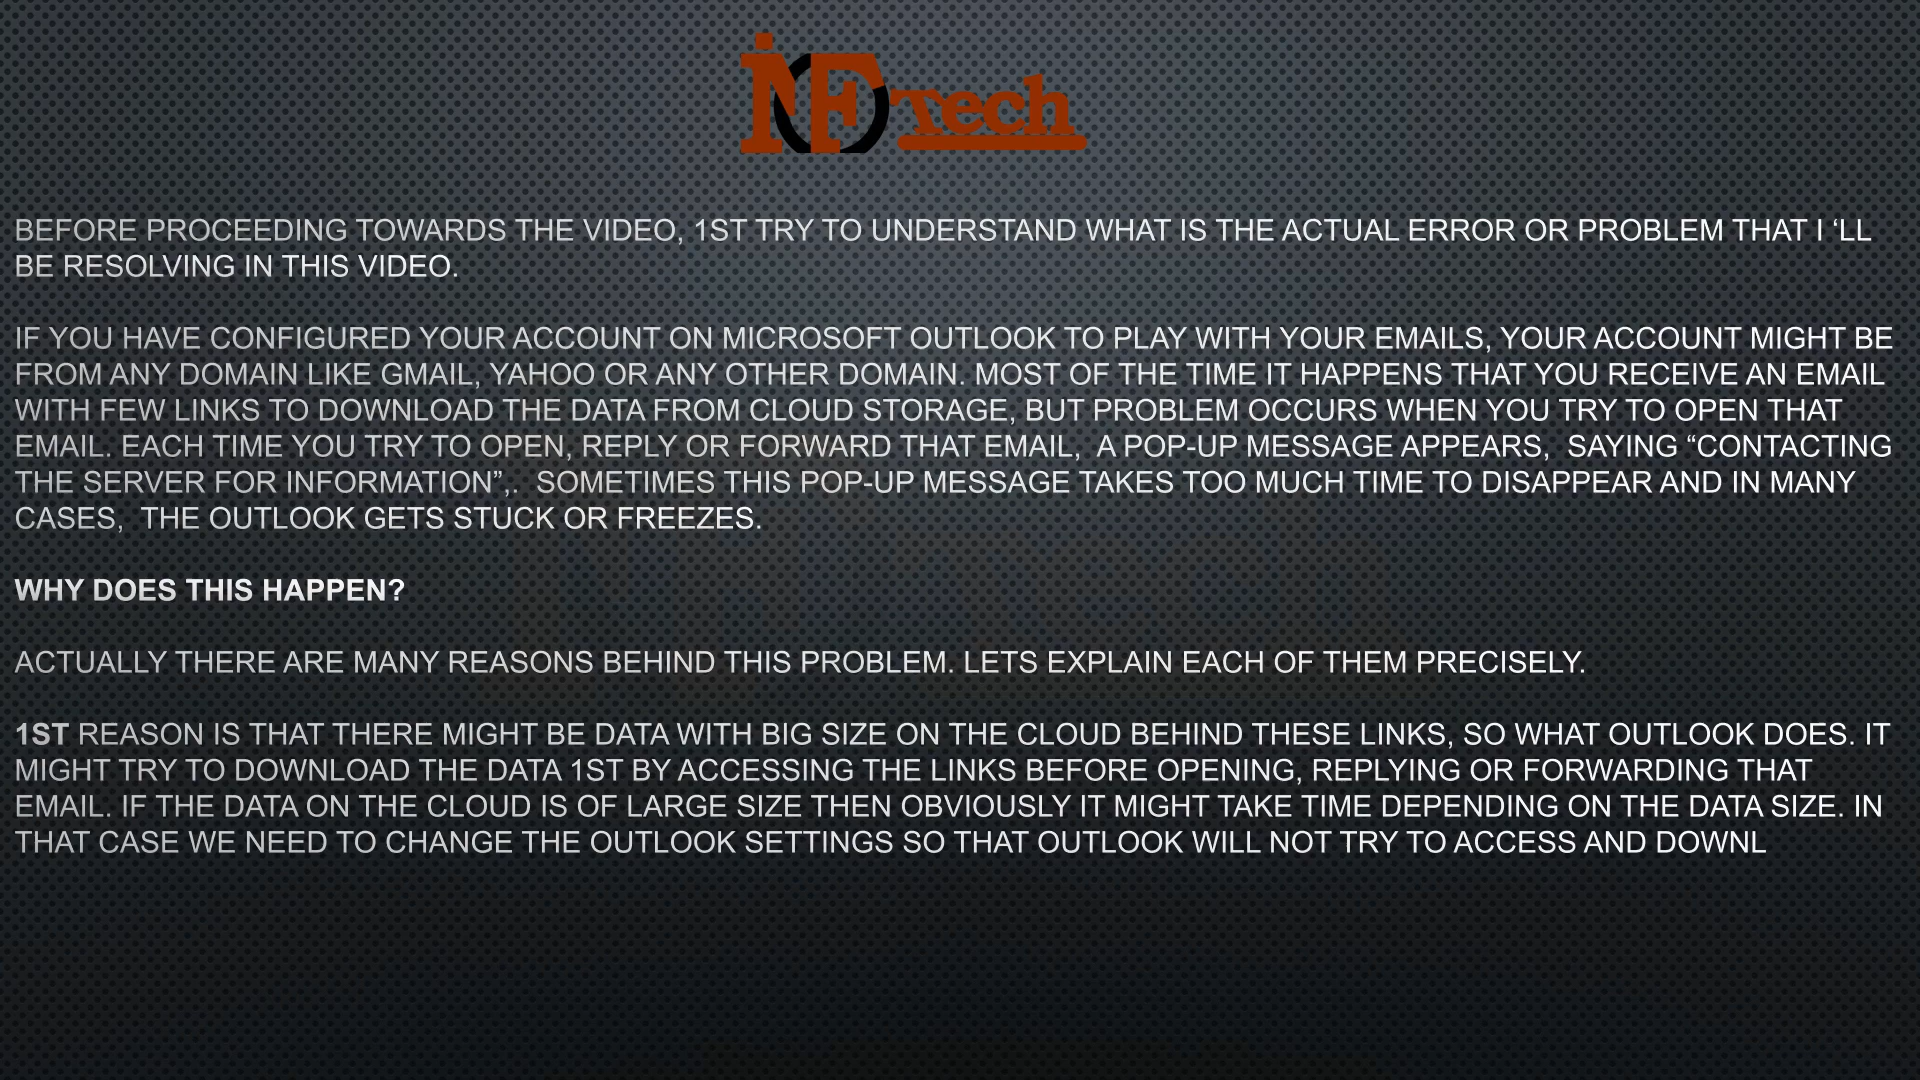 iNFOTech
BEFORE PROCEEDING TOWARDS THE VIDEO, 1ST TRY TO UNDERSTAND WHAT IS THE ACTUAL ERROR OR PROBLEM THAT I ‘LL
BE RESOLVING IN THIS VIDEO.
IF YOU HAVE CONFIGURED YOUR ACCOUNT ON MICROSOFT OUTLOOK TO PLAY WITH YOUR EMAILS, YOUR ACCOUNT MIGHT BE
FROM ANY DOMAIN LIKE GMAIL, YAHOO OR ANY OTHER DOMAIN. MOST OF THE TIME IT HAPPENS THAT YOU RECEIVE AN EMAIL
WITH FEW LINKS TO DOWNLOAD THE DATA FROM CLOUD STORAGE, BUT PROBLEM OCCURS WHEN YOU TRY TO OPEN THAT
EMAIL. EACH TIME YOU TRY TO OPEN, REPLY OR FORWARD THAT EMAIL,  A POP-UP MESSAGE APPEARS,  SAYING “CONTACTING
THE SERVER FOR INFORMATION”,.  SOMETIMES THIS POP-UP MESSAGE TAKES TOO MUCH TIME TO DISAPPEAR AND IN MANY
CASES,  THE OUTLOOK GETS STUCK OR FREEZES.
WHY DOES THIS HAPPEN?
ACTUALLY THERE ARE MANY REASONS BEHIND THIS PROBLEM. LETS EXPLAIN EACH OF THEM PRECISELY.
1ST REASON IS THAT THERE MIGHT BE DATA WITH BIG SIZE ON THE CLOUD BEHIND THESE LINKS, SO WHAT OUTLOOK DOES. IT
MIGHT TRY TO DOWNLOAD THE DATA 1ST BY ACCESSING THE LINKS BEFORE OPENING, REPLYING OR FORWARDING THAT
EMAIL. IF THE DATA ON THE CLOUD IS OF LARGE SIZE THEN OBVIOUSLY IT MIGHT TAKE TIME DEPENDING ON THE DATA SIZE. IN
THAT CASE WE NEED TO CHANGE THE OUTLOOK SETTINGS SO THAT OUTLOOK WILL NOT TRY TO ACCESS AND DOWNL